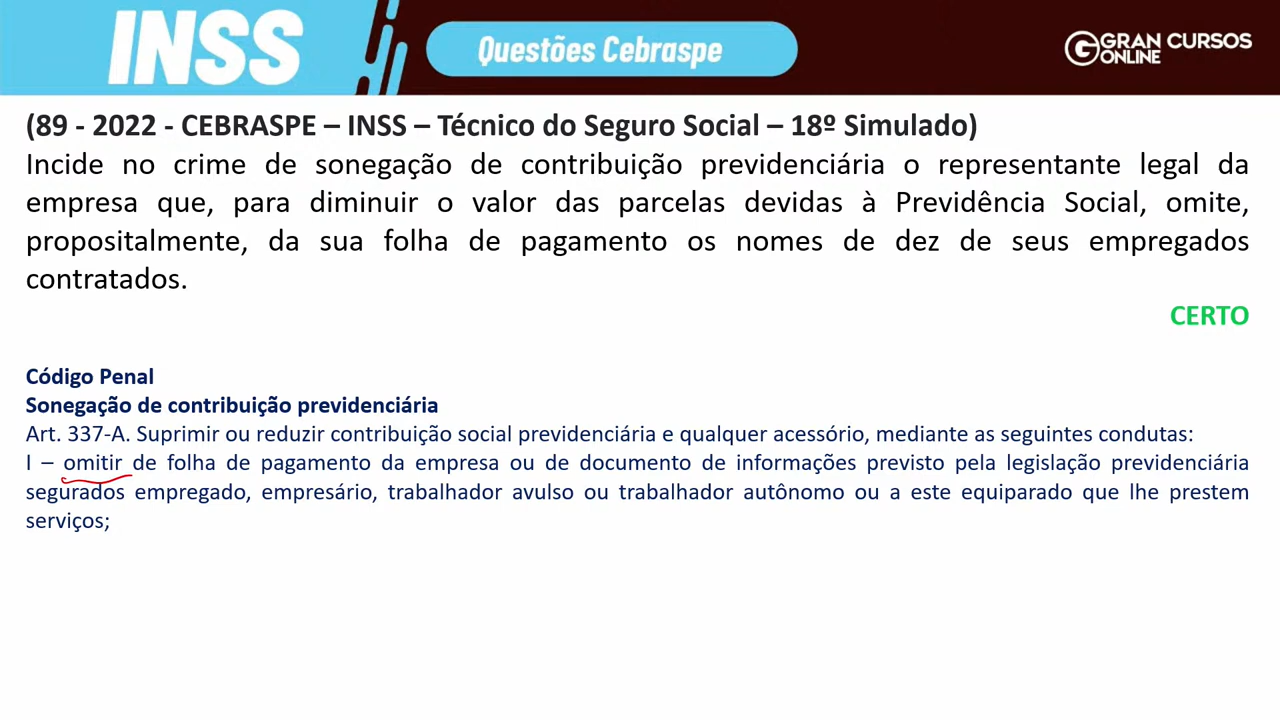 INSS
Questões Cebraspe
GRAN CURSOS
ONLINE
(89 - 2022 - CEBRASPE – INSS – Técnico do Seguro Social – 18º Simulado)
Incide no crime de sonegação de contribuição previdenciária o representante legal da
empresa que, para diminuir o valor das parcelas devidas à Previdência Social, omite,
propositalmente, da sua folha de pagamento os nomes de dez de seus empregados
contratados.
CERTO
Código Penal
Sonegação de contribuição previdenciária
Art. 337-A. Suprimir ou reduzir contribuição social previdenciária e qualquer acessório, mediante as seguintes condutas:
I – omitir de folha de pagamento da empresa ou de documento de informações previsto pela legislação previdenciária
segurados empregado, empresário, trabalhador avulso ou trabalhador autônomo ou a este equiparado que lhe prestem
serviços;